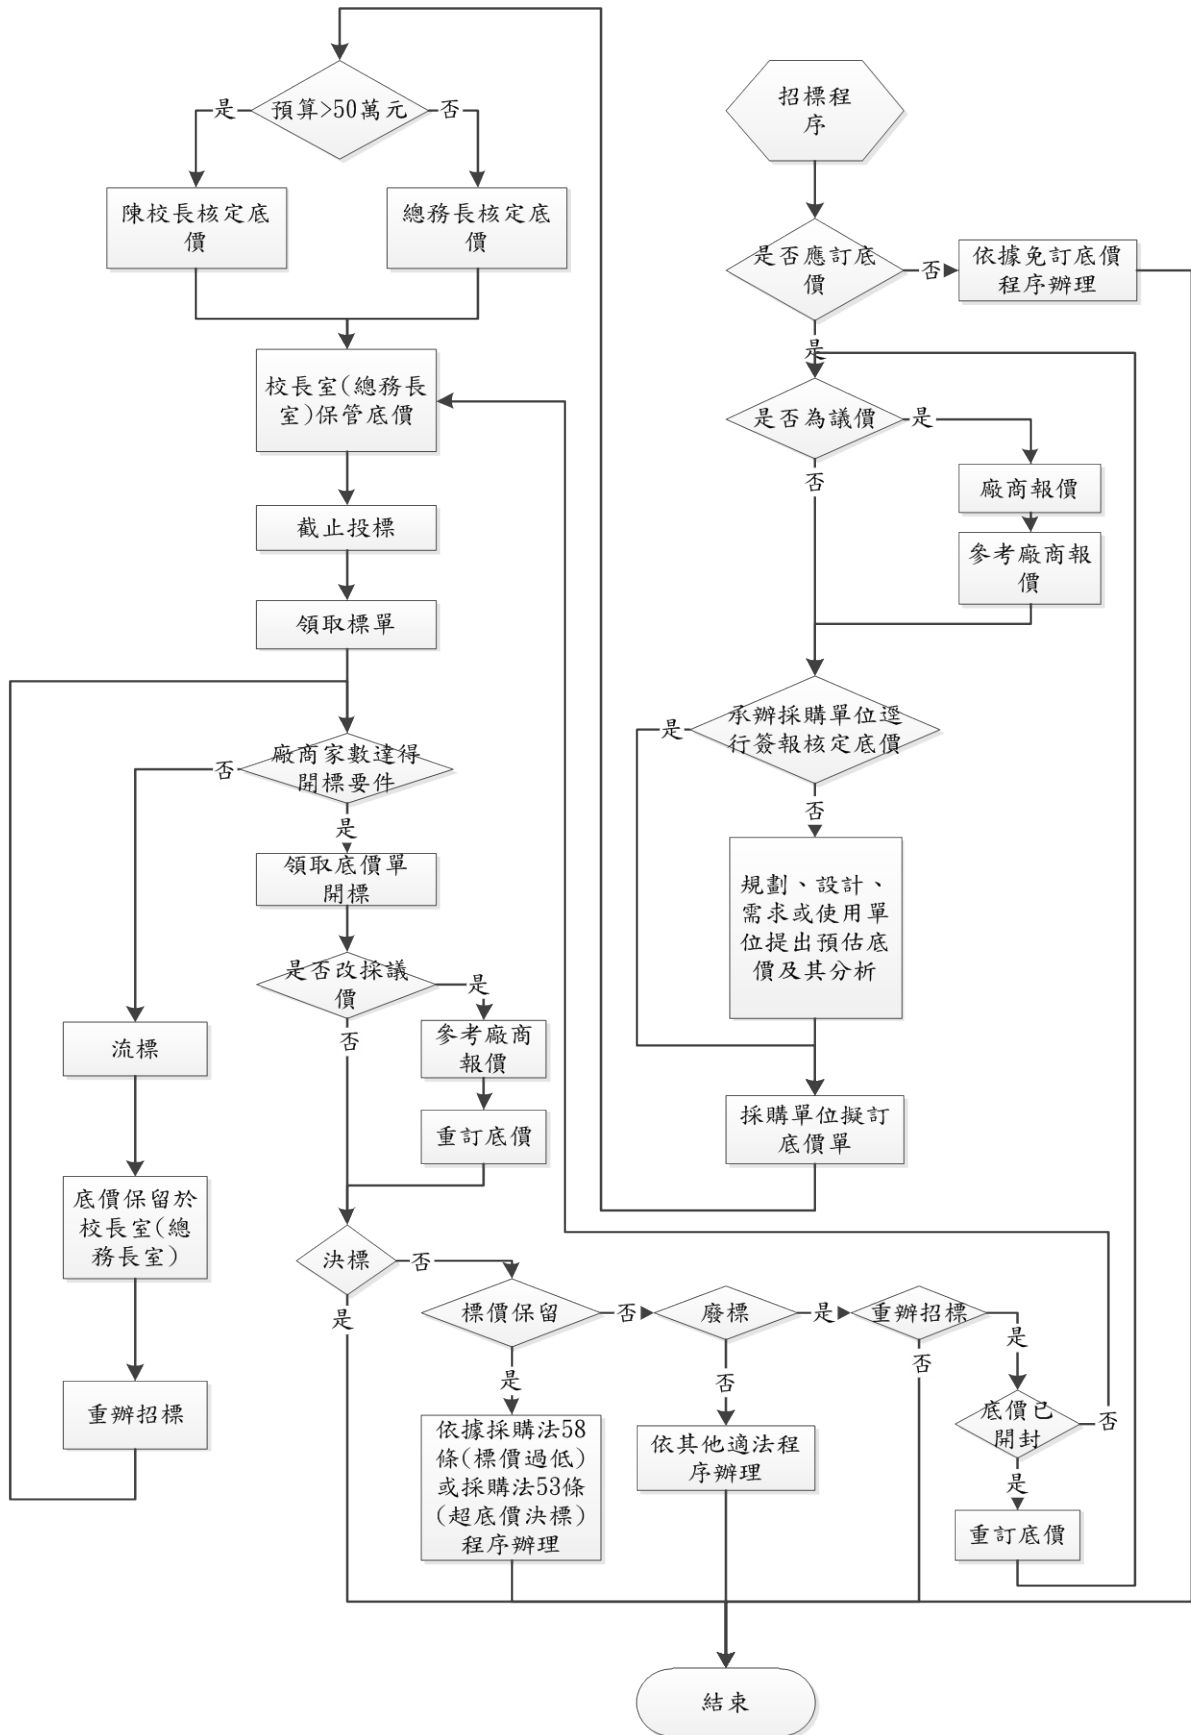 招標程
序
是否應訂底
價
否
依據免訂底價
程序辦理
是
是否為議價
是
廠商報價
參考廠商報
價
否
承辦採購單位逕
行簽報核定底價
是
否
規劃、設計、
需求或使用單
位提出預估底
價及其分析
採購單位擬訂
底價單
預算>50萬元
是
否
陳校長核定底
價
總務長核定底
價
校長室(總務長
室)保管底價
截止投標
領取標單
廠商家數達得
開標要件
否
是
流標
底價保留於
校長室(總
務長室)
重辦招標
領取底價單
開標
是否改採議
價
是
參考廠商
報價
重訂底價
否
決標
否
是
標價保留
否
是
依據採購法58
條(標價過低)
或採購法53條
(超底價決標)
程序辦理
廢標
是
否
依其他適法程
序辦理
重辦招標
是
否
底價已
開封
否
是
重訂底價
結束